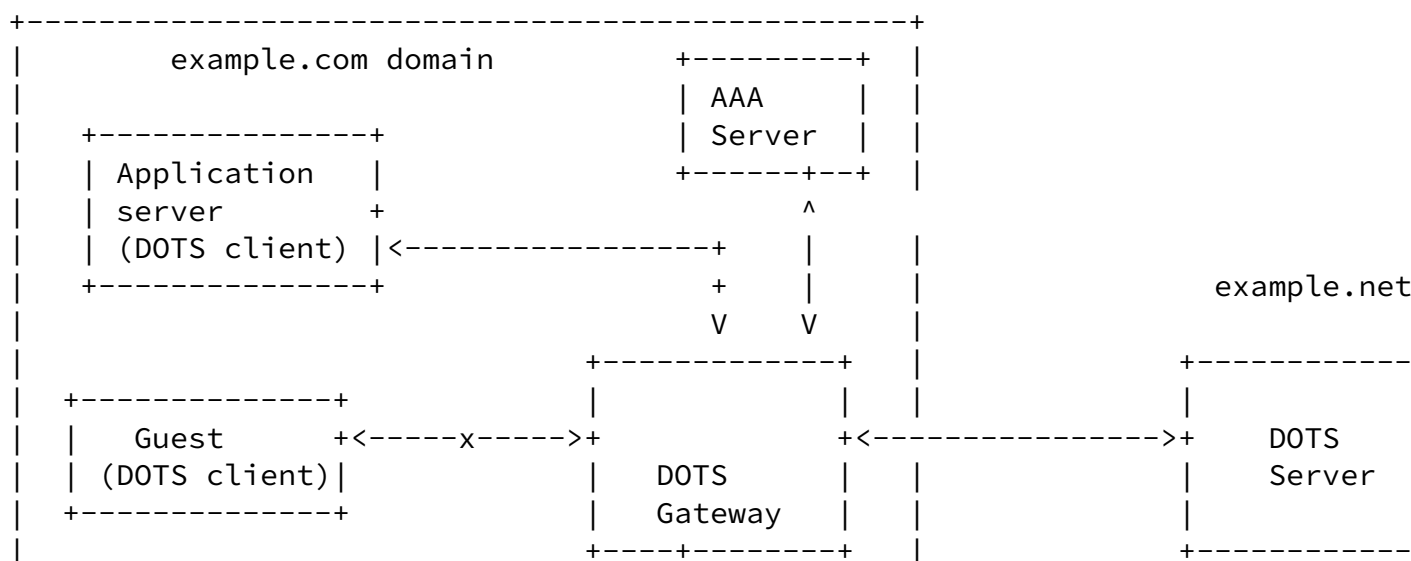 example.com domain
AAA
Server
Application
server
(DOTS client)
example.net
V V
Guest
x
(DOTS client)
DOTS
Gateway
DOTS
Server